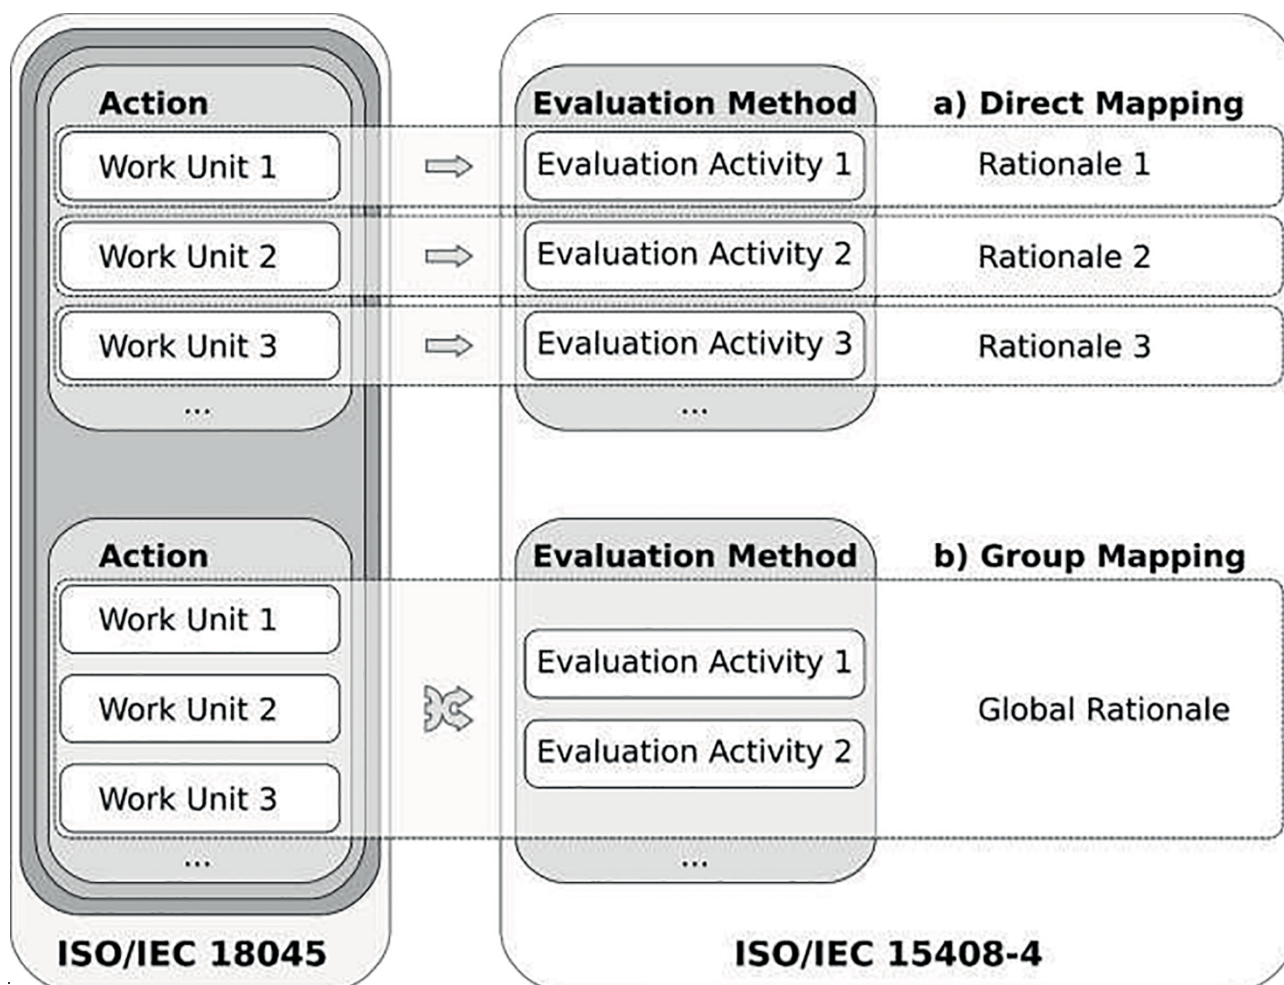 Action
Evaluation Method
a) Direct Mapping
Work Unit 1
Evaluation Activity 1
Rationale 1
Work Unit 2
Evaluation Activity 2
Rationale 2
Work Unit 3
Evaluation Activity 3
Rationale 3
...
...
Action
Evaluation Method
b) Group Mapping
Work Unit 1
Work Unit 2
Work Unit 3
...
Evaluation Activity 1
Evaluation Activity 2
...
Global Rationale
ISO/IEC 18045
ISO/IEC 15408-4